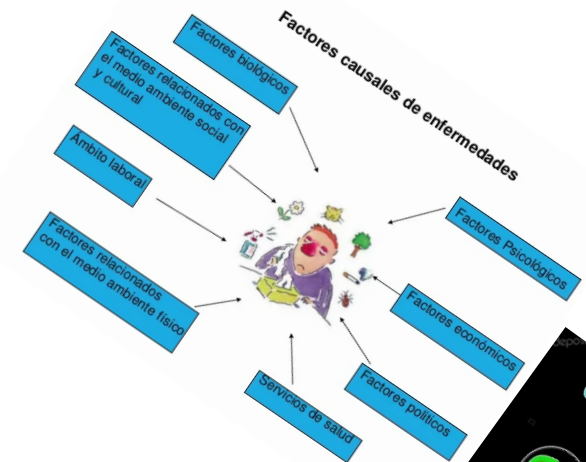 Factores causales de enfermedades
Factores biológicos
Factores relacionados con
el medio ambiente social
y cultural
Ámbito laboral
Factores relacionados
con el medio ambiente físico
Servicios de salud
Factores políticos
Factores económicos
Factores Psicológicos